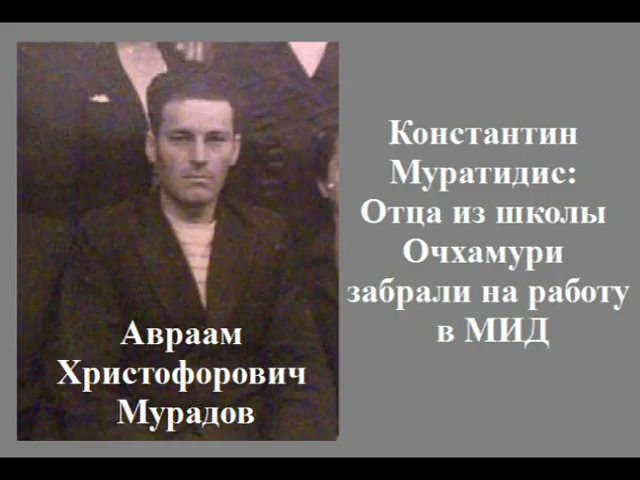 Авраам
Христофорович
Мурадов
Константин
Муратидис:
Отца из школы
Очхамури
забрали на работу
в МИД